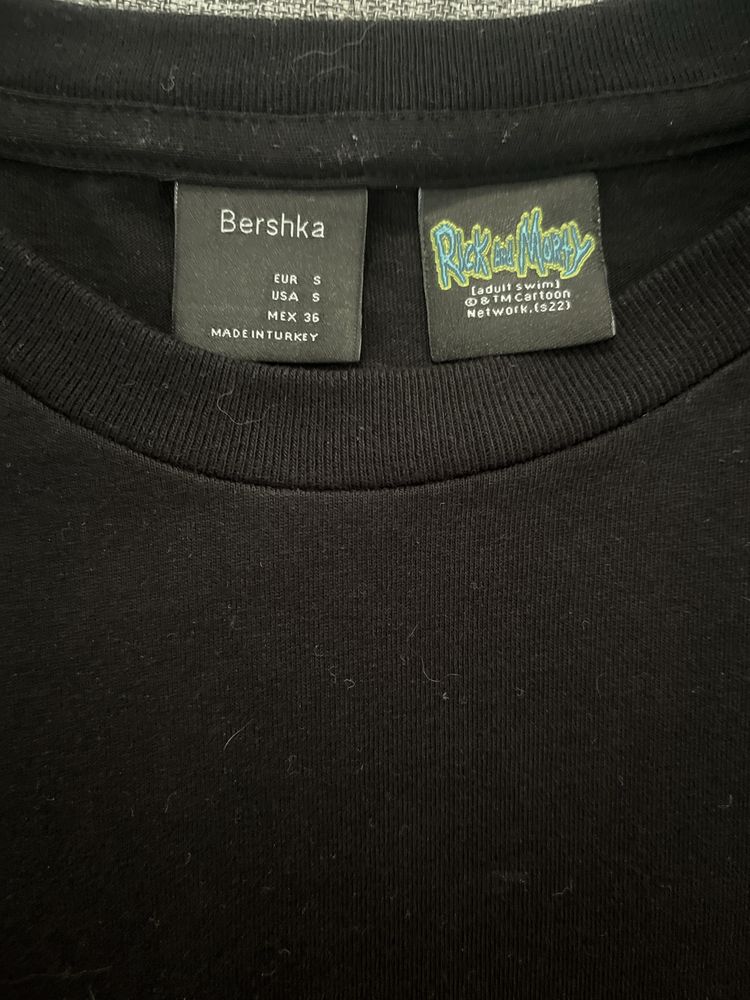 Bershka
EUR S
USA S
MEX 36
MADE IN TURKEY
Rick and Morty
[adult swim]
© & TM Cartoon
Network.(s22)